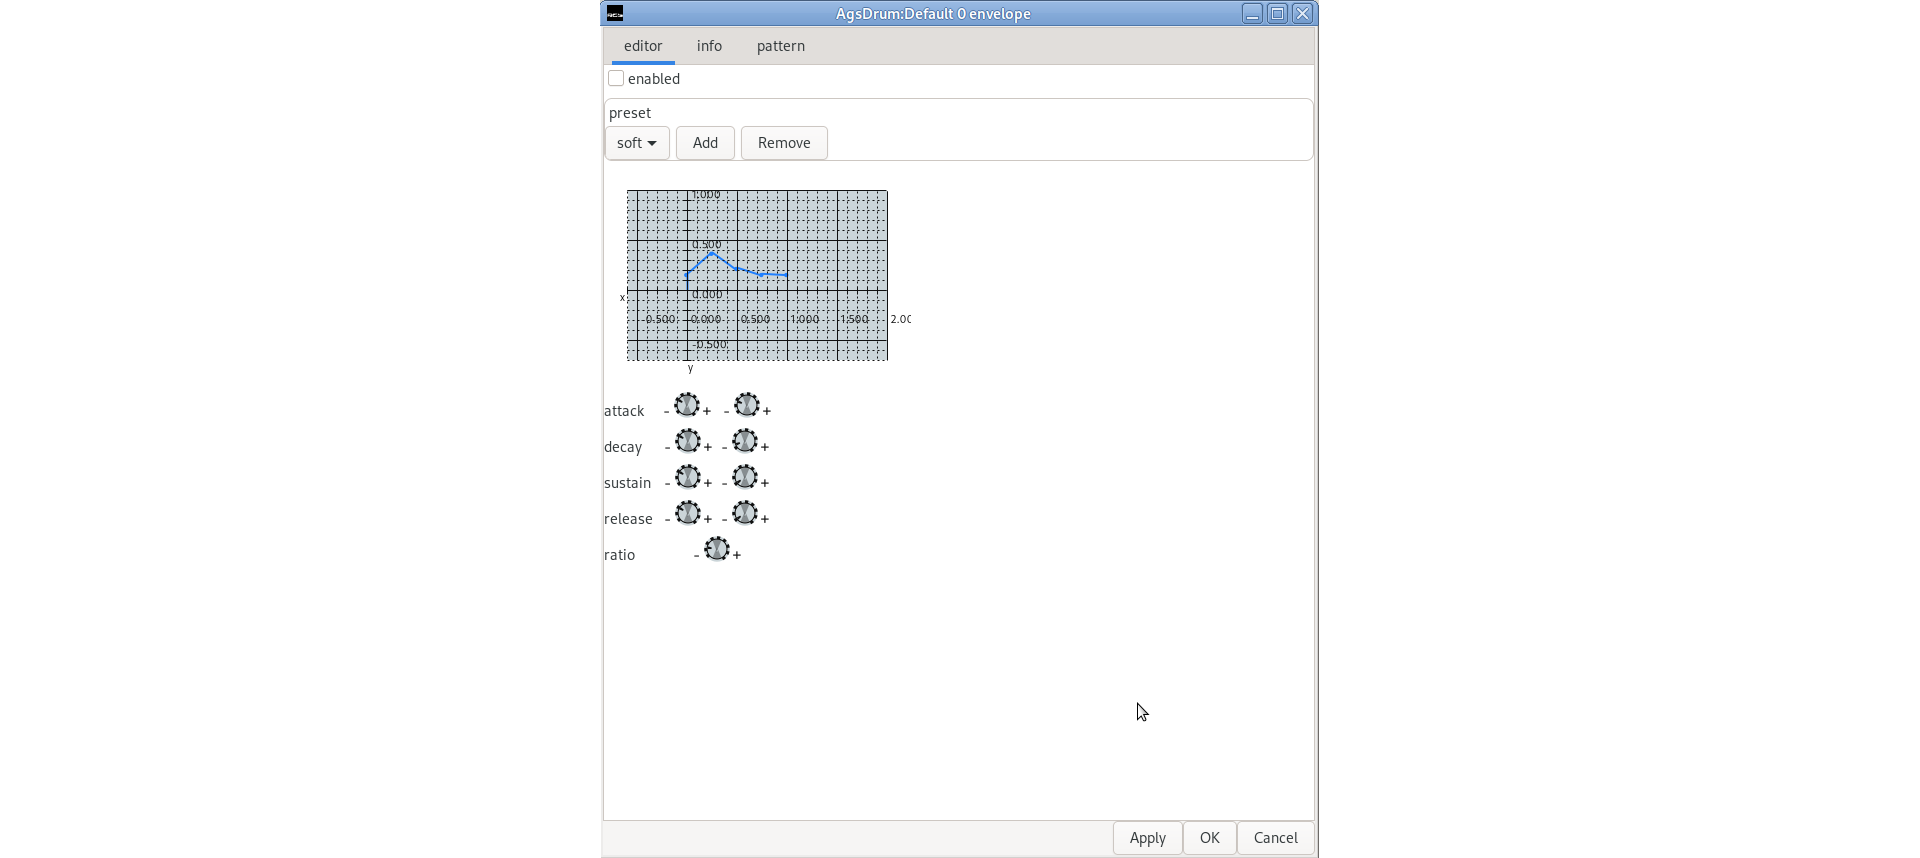 AgsDrum:Default 0 envelope
editor info pattern
enabled
preset
soft Add Remove
1.000
0.500
x
0.000
-0.500 0.000 0.500 1.000 1.500 2.00
-0.500
y
attack - + - +
decay - + - +
sustain - + - +
release - + - +
ratio - +
Apply OK Cancel